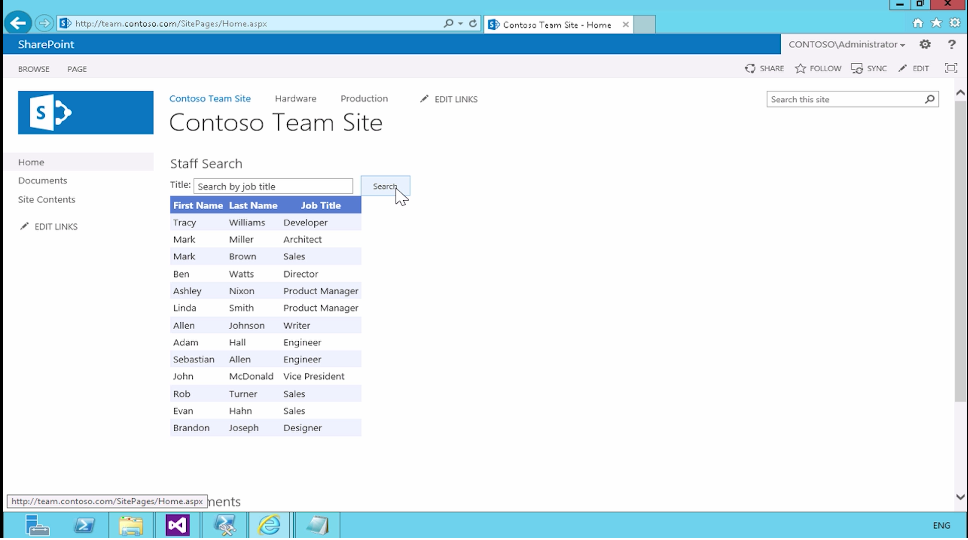 http://team.contoso.com/SitePages/Home.aspx
Contoso Team Site - Home
SharePoint
CONTOSO\Administrator
?
BROWSE PAGE
SHARE FOLLOW SYNC EDIT
S
Contoso Team Site Hardware Production EDIT LINKS
Search this site
Contoso Team Site
Home
Documents
Site Contents
EDIT LINKS
Staff Search
Title: Search by job title Search
First Name Last Name Job Title
Tracy Williams Developer
Mark Miller Architect
Mark Brown Sales
Ben Watts Director
Ashley Nixon Product Manager
Linda Smith Product Manager
Allen Johnson Writer
Adam Hall Engineer
Sebastian Allen Engineer
John McDonald Vice President
Rob Turner Sales
Evan Hahn Sales
Brandon Joseph Designer
http://team.contoso.com/SitePages/Home.aspx ments
ENG